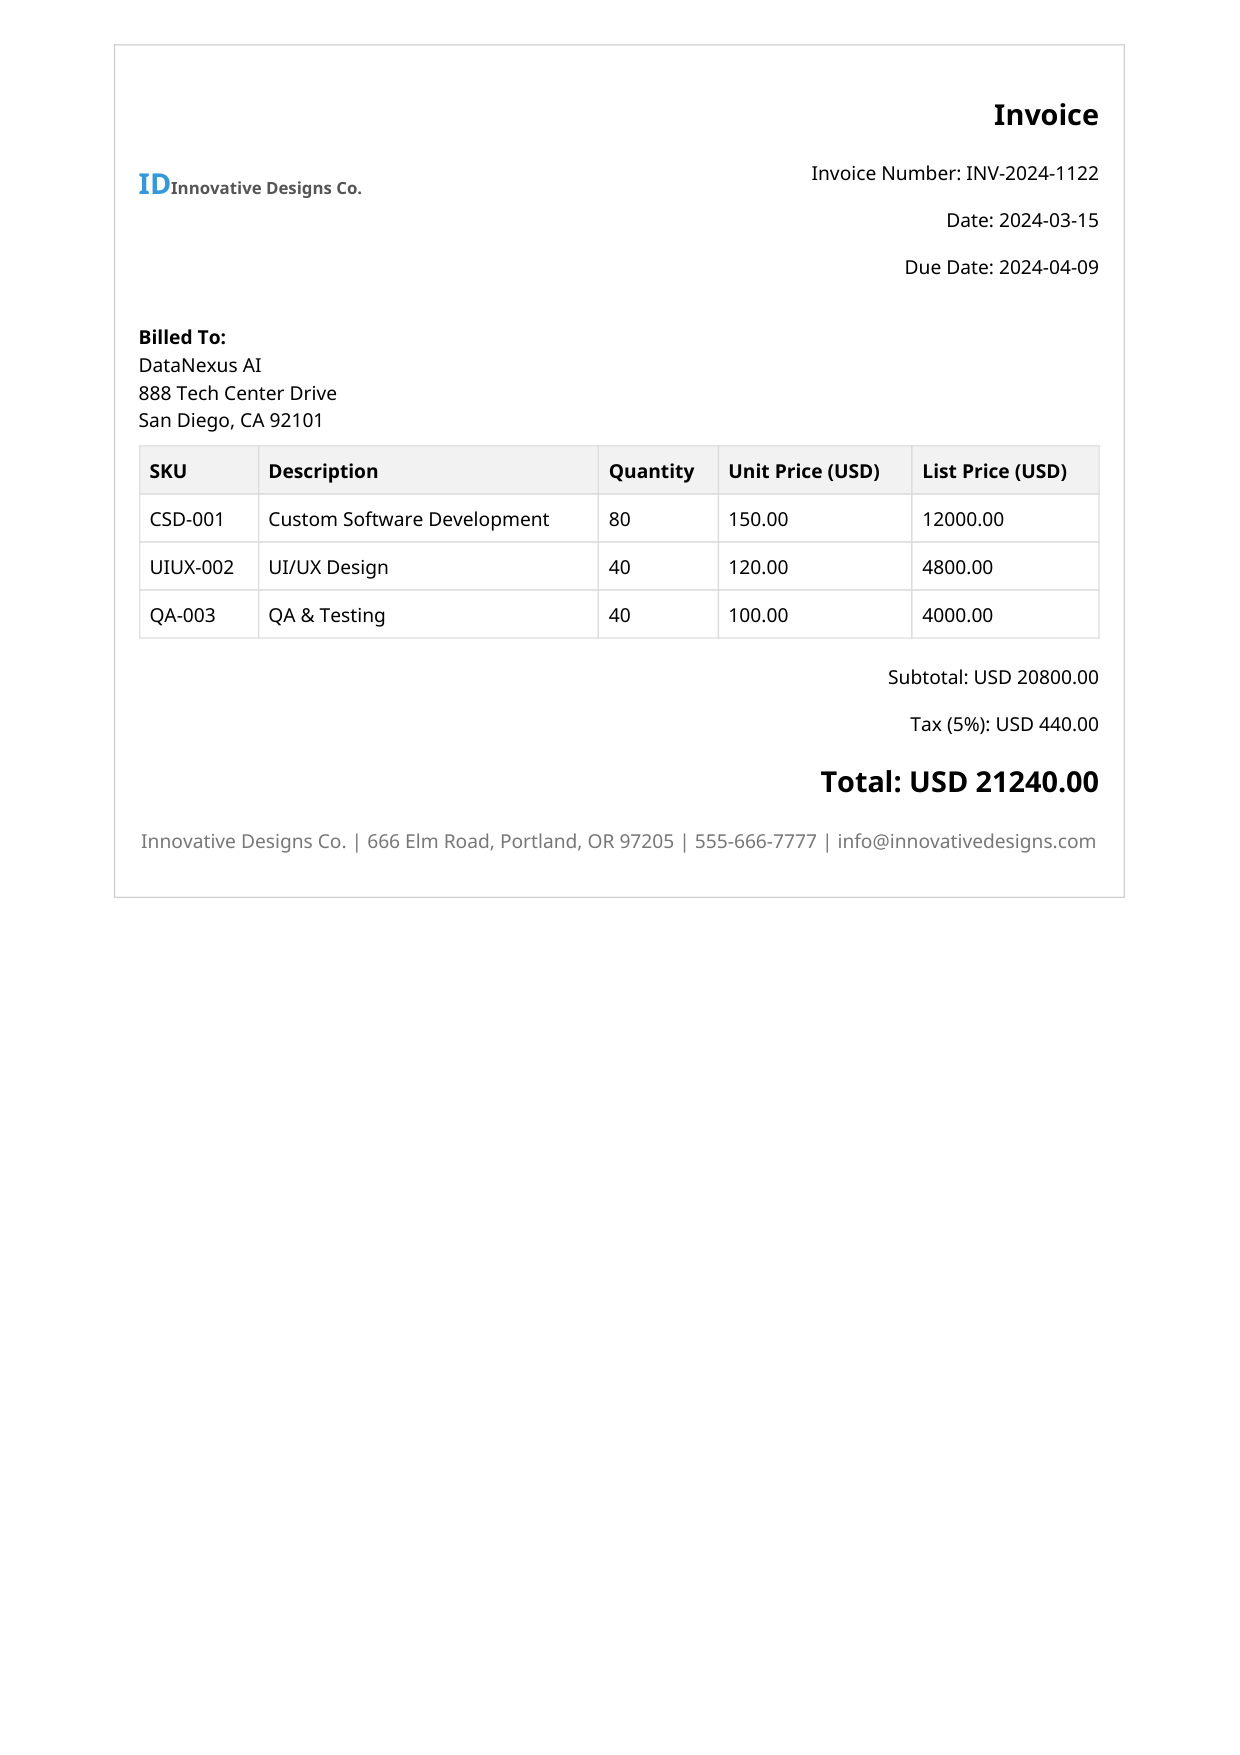 Invoice
IDInnovative Designs Co.
Invoice Number: INV-2024-1122
Date: 2024-03-15
Due Date: 2024-04-09
Billed To:
DataNexus AI
888 Tech Center Drive
San Diego, CA 92101
SKU Description Quantity Unit Price (USD) List Price (USD)
CSD-001 Custom Software Development 80 150.00 12000.00
UIUX-002 UI/UX Design 40 120.00 4800.00
QA-003 QA & Testing 40 100.00 4000.00
Subtotal: USD 20800.00
Tax (5%): USD 440.00
Total: USD 21240.00
Innovative Designs Co. | 666 Elm Road, Portland, OR 97205 | 555-666-7777 | info@innovativedesigns.com